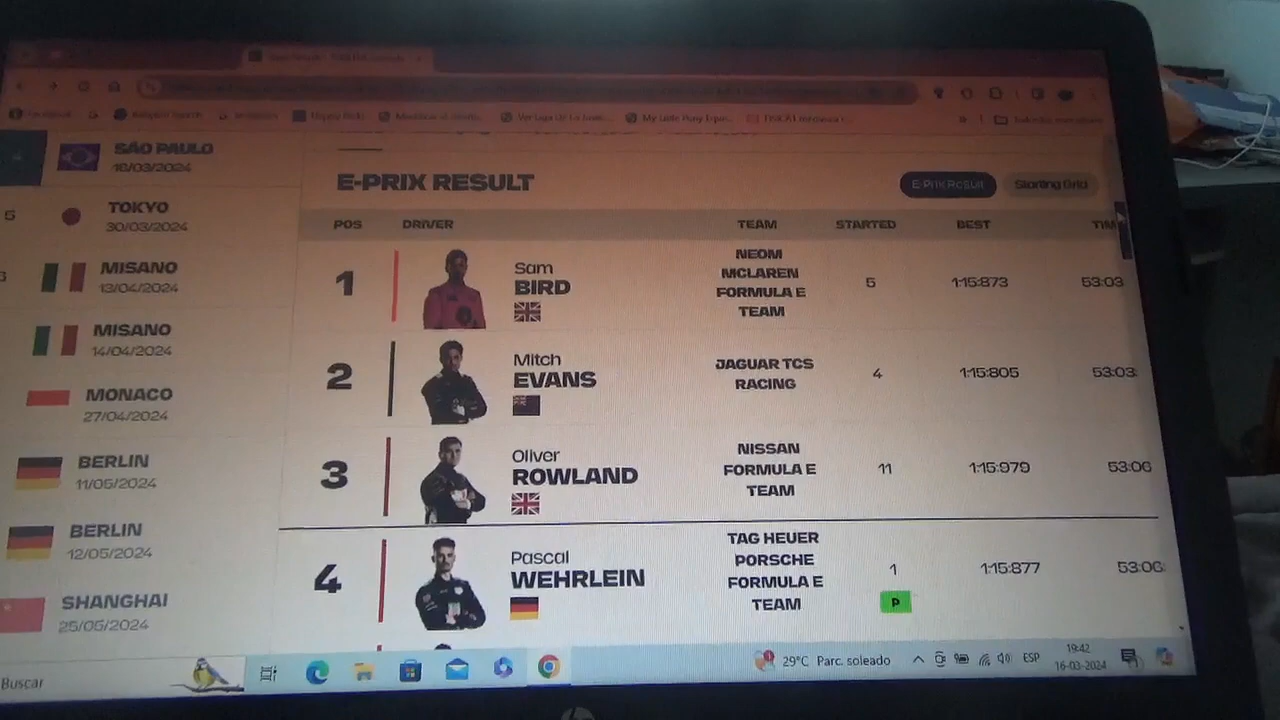 SÃO PAULO
16/03/2024
5
TOKYO
30/03/2024
3
MISANO
13/04/2024
MISANO
14/04/2024
MONACO
27/04/2024
BERLIN
11/05/2024
BERLIN
12/05/2024
SHANGHAI
25/05/2024
E-PRIX RESULT
E-Prix Result
Starting Grid
POS DRIVER TEAM STARTED BEST TIM
1
Sam
BIRD
NEOM
MCLAREN
FORMULA E
TEAM
5
1:15:873
53:03
2
Mitch
EVANS
JAGUAR TCS
RACING
4
1:15:805
53:03
3
Oliver
ROWLAND
NISSAN
FORMULA E
TEAM
11
1:15:979
53:06
4
Pascal
WEHRLEIN
TAG HEUER
PORSCHE
FORMULA E
TEAM
1
P
1:15:877
53:06
Buscar
29°C Parc. soleado
ESP
19:42
16-03-2024
hp